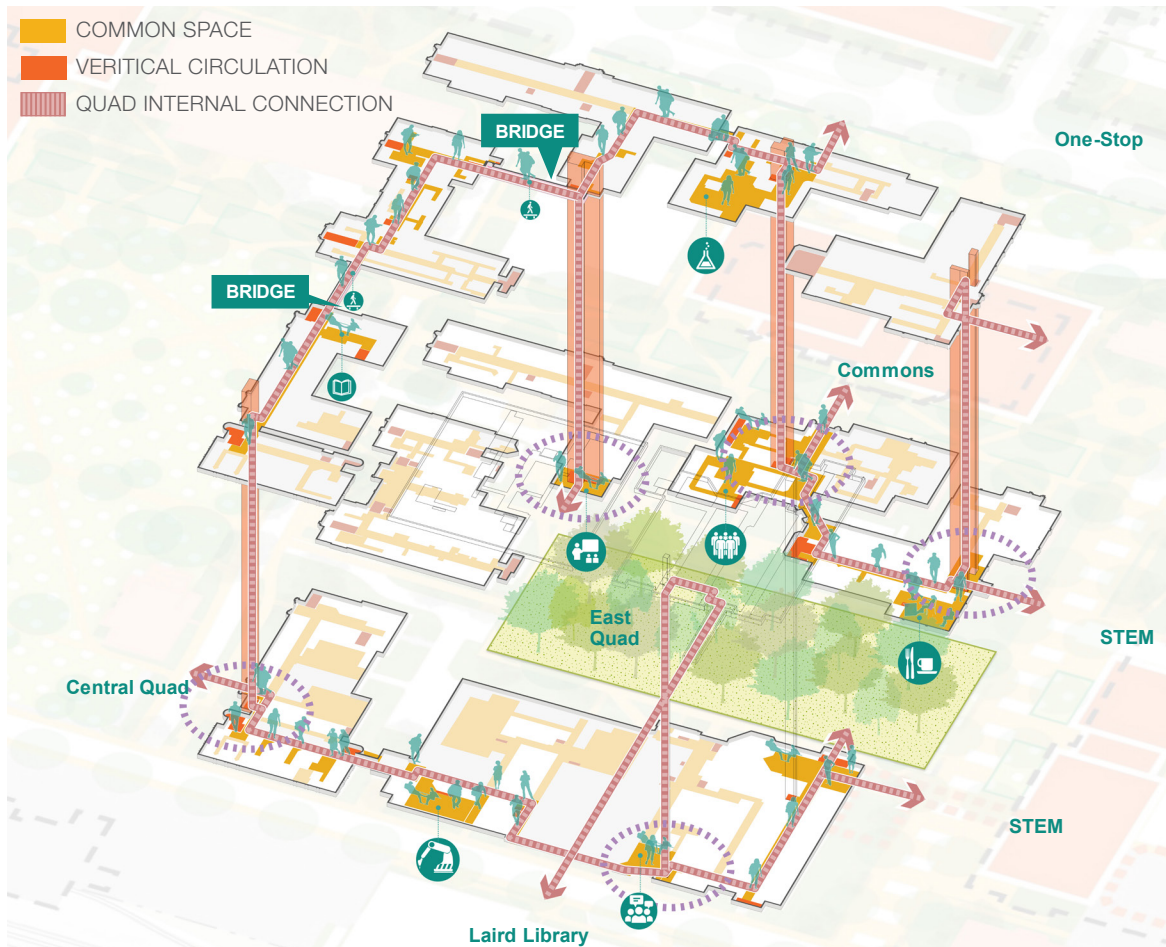 COMMON SPACE
VERITICAL CIRCULATION
QUAD INTERNAL CONNECTION
BRIDGE
One-Stop
BRIDGE
Commons
East
Quad
STEM
Central Quad
STEM
Laird Library